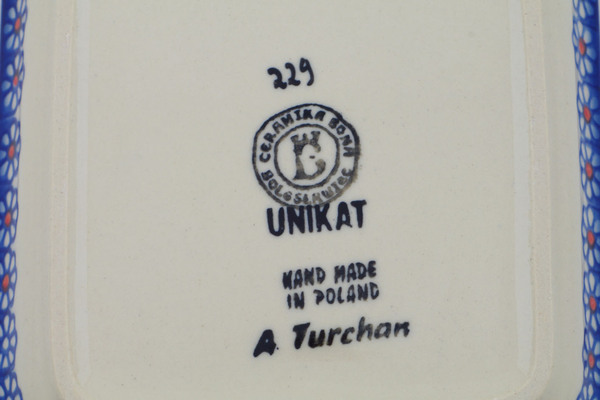 229
CERAMIKA BONA
BOLESŁAWIEC
UNIKAT
HAND MADE
IN POLAND
A. Turchan